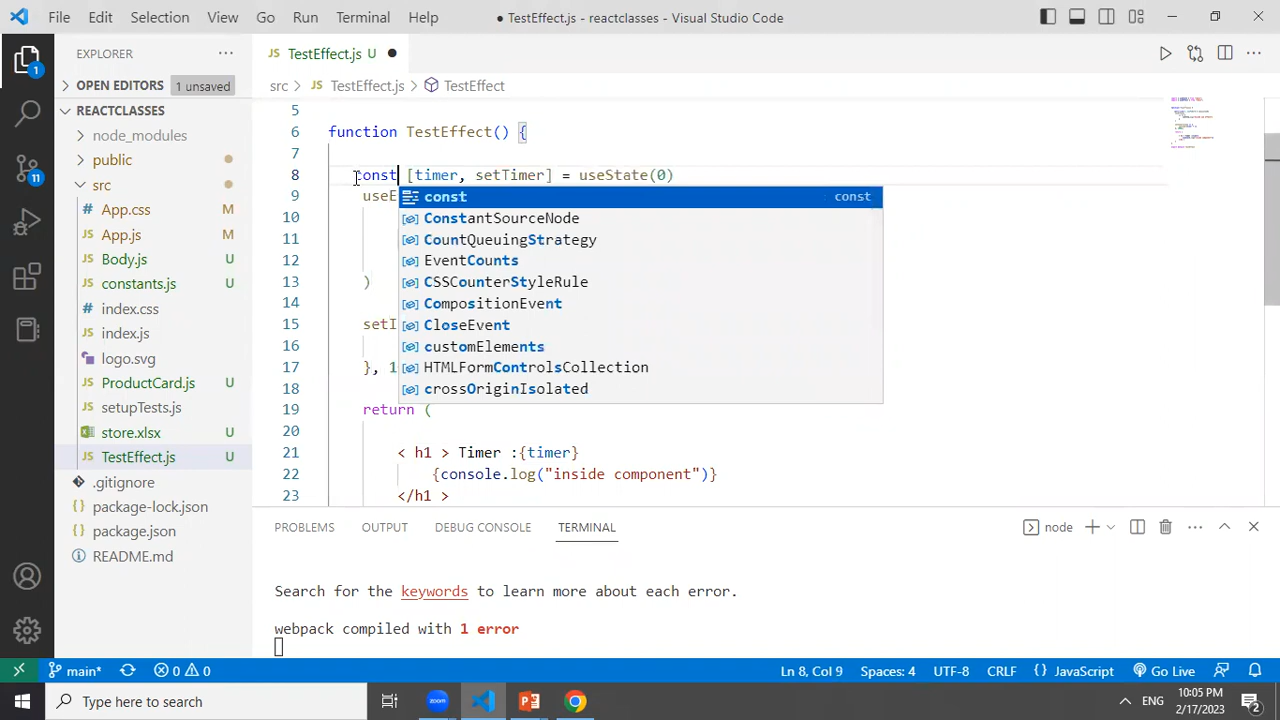 File Edit Selection View Go Run Terminal Help ● TestEffect.js - reactclasses - Visual Studio Code
EXPLORER ···
JS TestEffect.js U ●
OPEN EDITORS 1 unsaved
src > JS TestEffect.js > TestEffect
REACTCLASSES
node_modules
public
src
App.css M
JS App.js M
JS Body.js U
JS constants.js U
index.css
JS index.js
logo.svg
JS ProductCard.js U
JS setupTests.js
store.xlsx U
JS TestEffect.js U
.gitignore
package-lock.json
package.json
README.md
1
11
5
6 function TestEffect() {
7
8 const [timer, setTimer] = useState(0)
9 useE
10
11
12
13 )
14
15 setI
16
17 }, 1
18
19 return (
20
21 < h1 > Timer :{timer}
22 {console.log("inside component")}
23 </h1 >
const const
ConstantSourceNode
CountQueuingStrategy
EventCounts
CSSCounterStyleRule
CompositionEvent
CloseEvent
customElements
HTMLFormControlsCollection
crossOriginIsolated
PROBLEMS OUTPUT DEBUG CONSOLE TERMINAL node
Search for the keywords to learn more about each error.
webpack compiled with 1 error
main* 0 0 Ln 8, Col 9 Spaces: 4 UTF-8 CRLF {} JavaScript Go Live
Type here to search zoom ENG 10:05 PM
2/17/2023 2